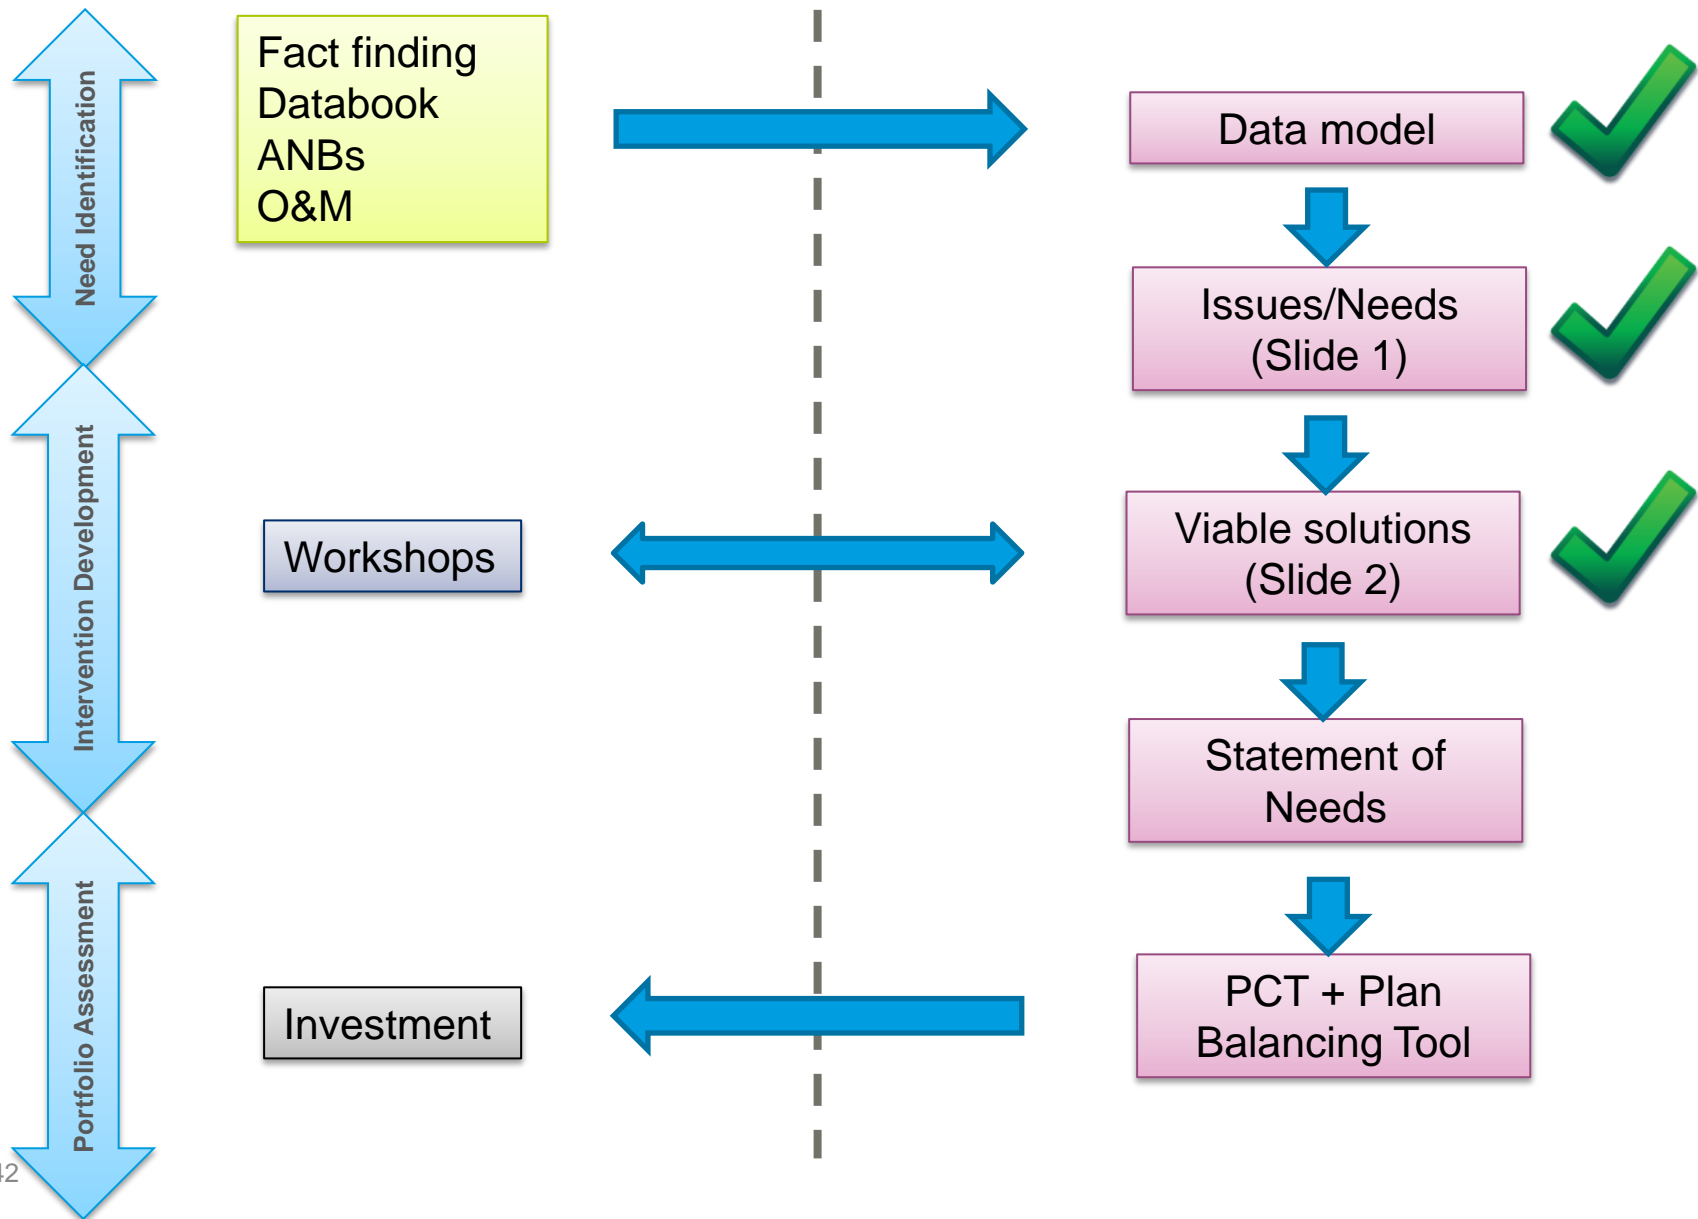 Need Identification
Fact finding
Databook
ANBs
O&M
Data model
Issues/Needs
(Slide 1)
Intervention Development
Workshops
Viable solutions
(Slide 2)
Statement of
Needs
Portfolio Assessment
Investment
PCT + Plan
Balancing Tool
42